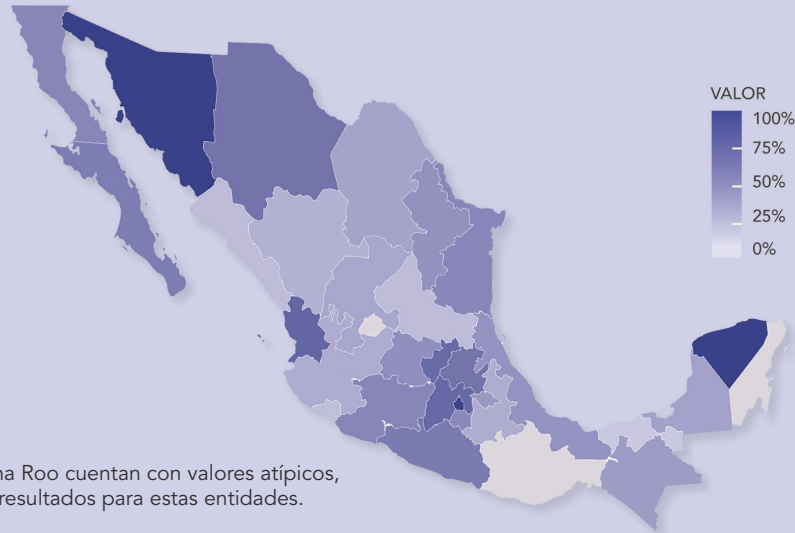 VALOR
100%
75%
50%
25%
0%
na Roo cuentan con valores atípicos,
resultados para estas entidades.